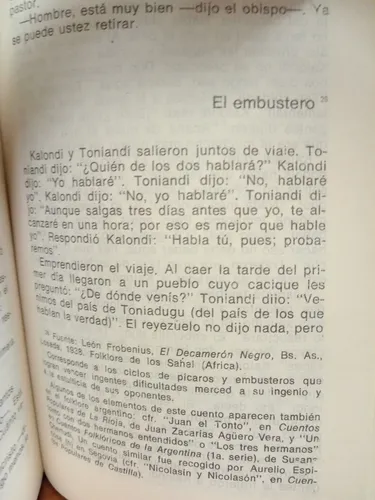 pastor.
—Hombre, está muy bien —dijo el obispo—. Ya
se puede ustez retirar.
El embustero
Kalondi y Toniandi salieron juntos de viaje. To-
niandi dijo: "¿Quién de los dos hablará?" Kalondi
dijo: "Yo hablaré". Toniandi dijo: "No, hablaré
yo". Kalondi dijo: "No, yo hablaré". Toniandi di-
jo: "Aunque salgas tres días antes que yo, te al-
canzaré en una hora; por eso es mejor que hable
yo". Respondió Kalondi: "Habla tú, pues; proba-
remos"
Emprendieron el viaje. Al caer la tarde del pri-
mer día llegaron a un pueblo cuyo cacique les
preguntó: "¿De dónde venís?" Toniandi dijo: "Ve-
nimos del país de Toniadugu (del país de los que
hablan la verdad)". El reyezuelo no dijo nada, pero
Fuente: León Frobenius, El Decamerón Negro, Bs. As.,
Losada, 1938. Folklore de los Sahel (Africa).
Corresponde a los ciclos de pícaros y embusteros que
salvan vencer ingentes dificultades merced a su ingenio y
a la estulticia de sus oponentes.
Algunos de los elementos de este cuento aparecen también
en el folklore argentino; cfr. "Juan el Tonto", en Cuentos
Populares de La Rioja, de Juan Zacarías Agüero Vera, y "Un
loco con dos hermanos entendidos" o "Los tres hermanos"
Cuentos Folklóricos de la Argentina (1a. serie), de Susan
Un cuento similar fue recogido por Aurelio Espi-
en Segovia (cfr. "Nicolasín y Nicolasón", en Cuen-
Populares de Castilla).